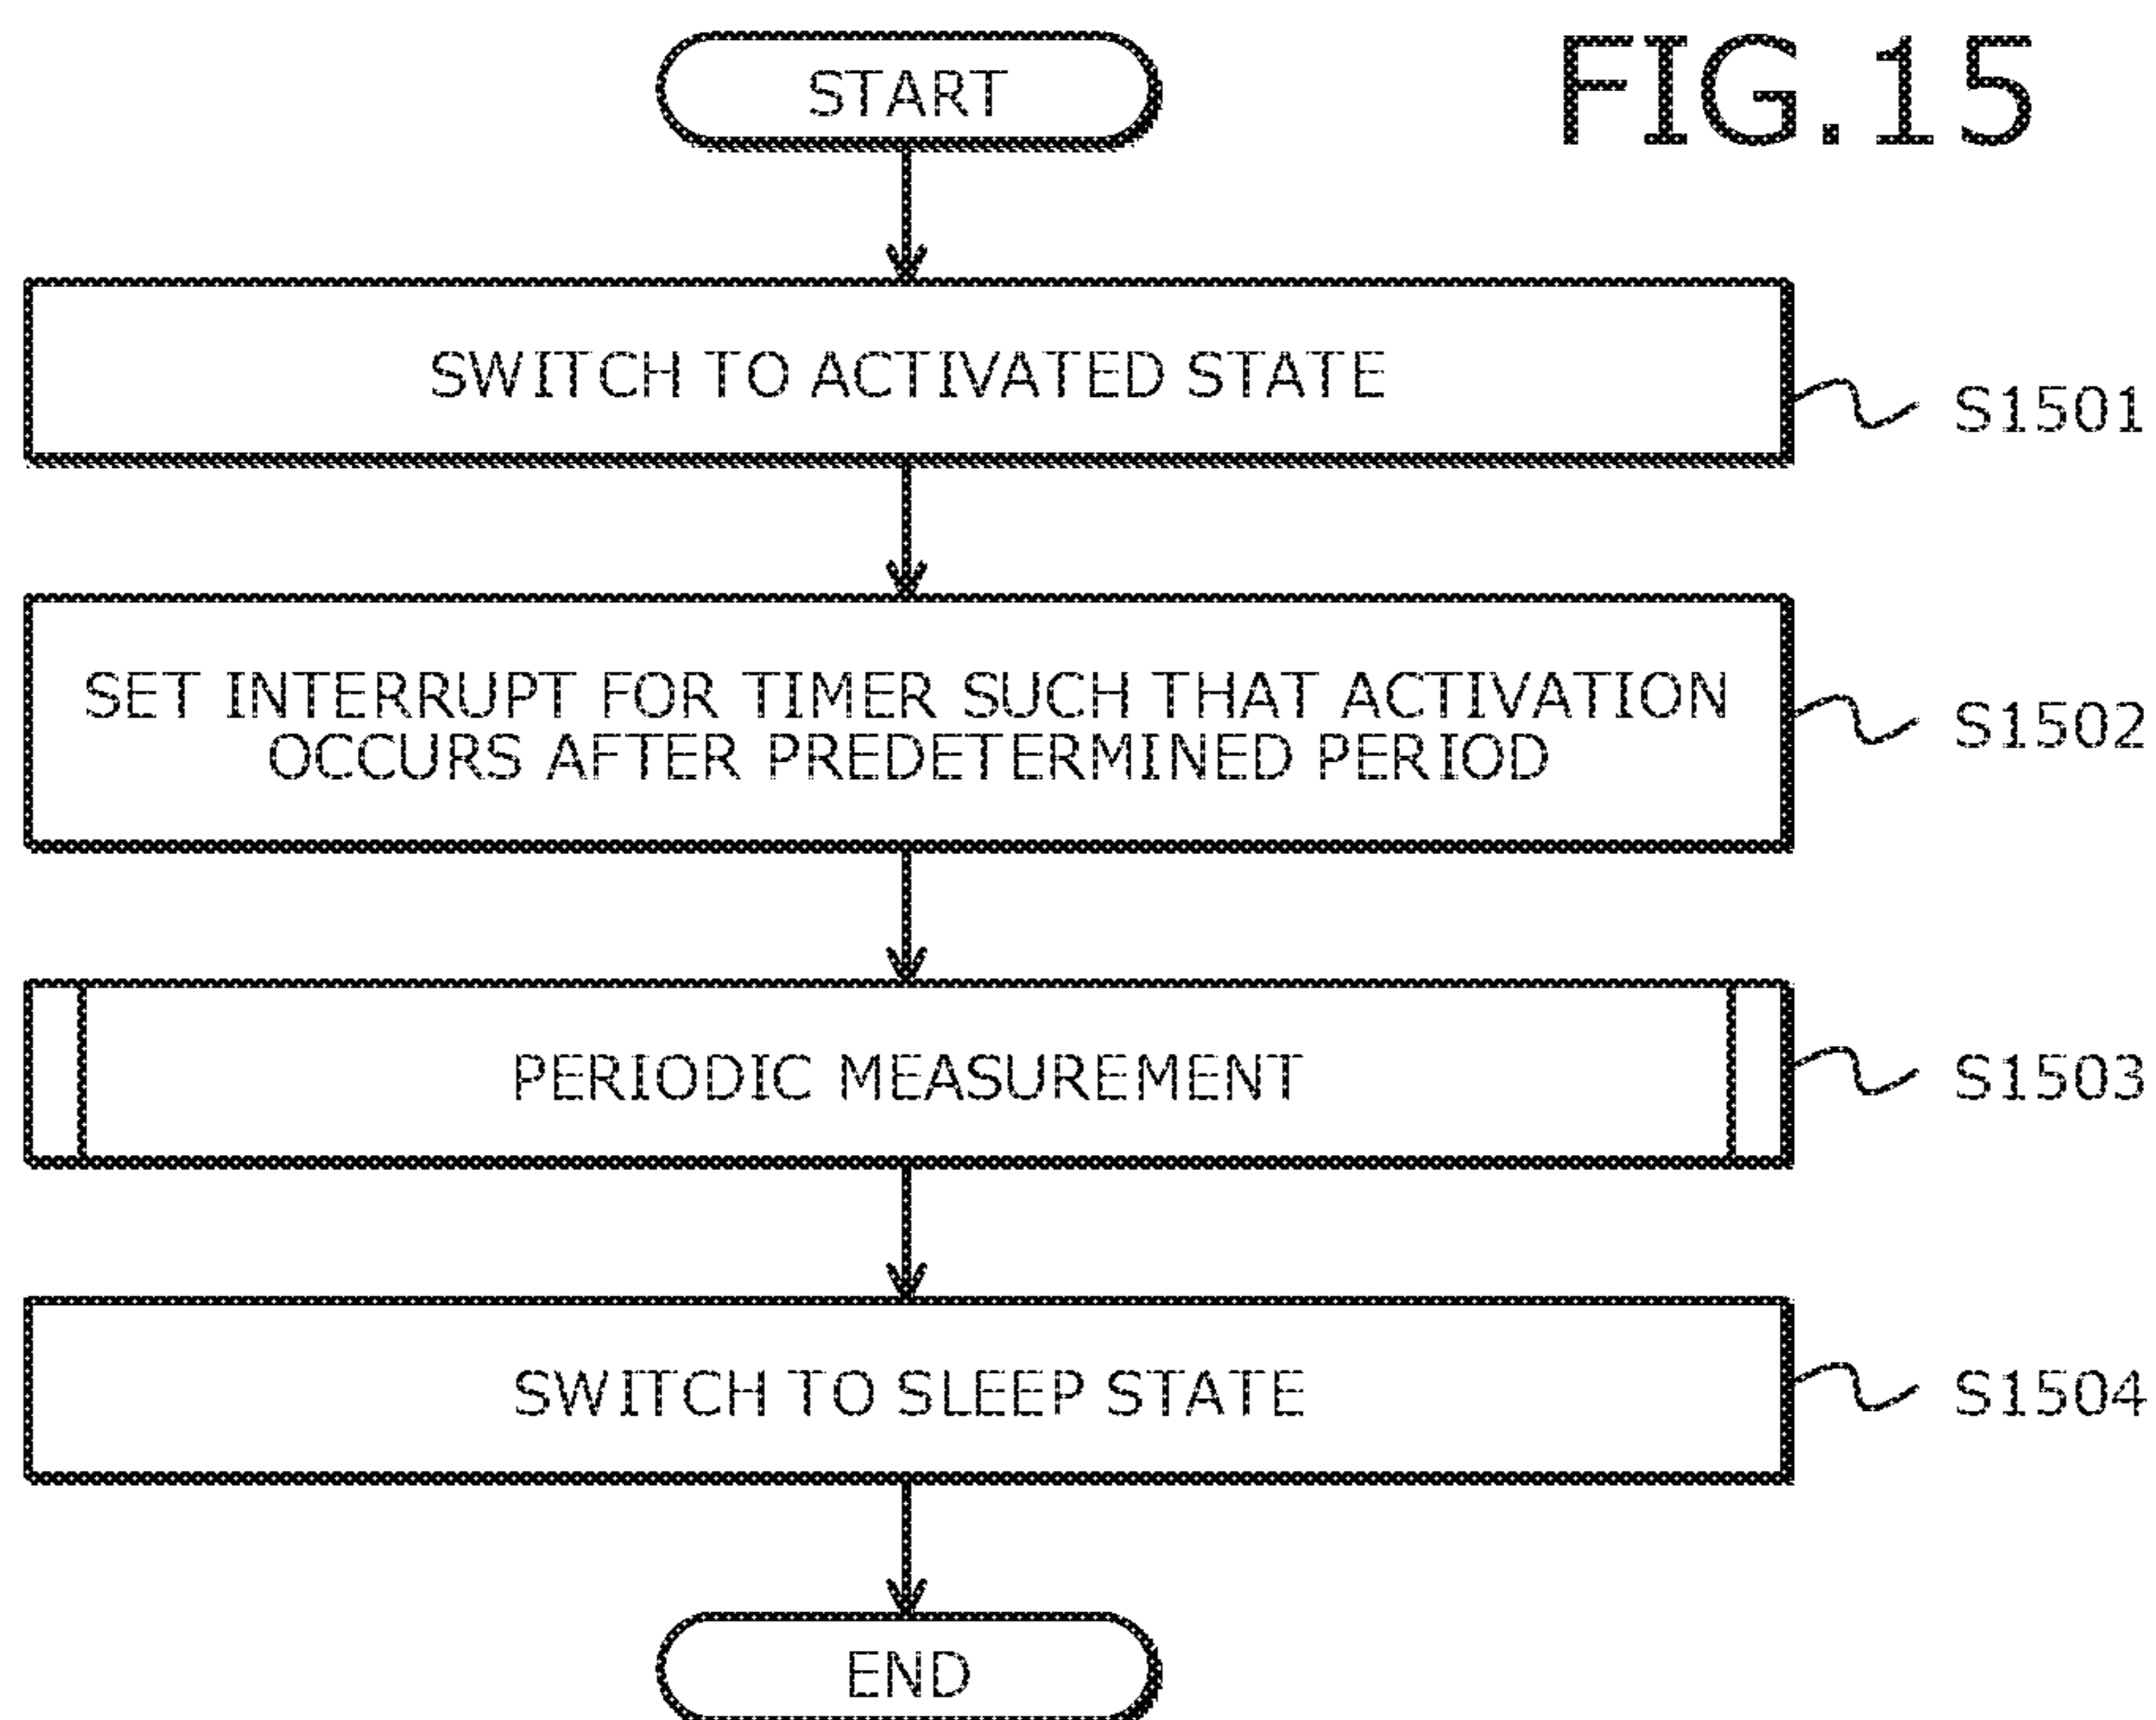 FIG.15
START
SWITCH TO ACTIVATED STATE
S1501
SET INTERRUPT FOR TIMER SUCH THAT ACTIVATION
OCCURS AFTER PREDETERMINED PERIOD
S1502
PERIODIC MEASUREMENT
S1503
SWITCH TO SLEEP STATE
S1504
END